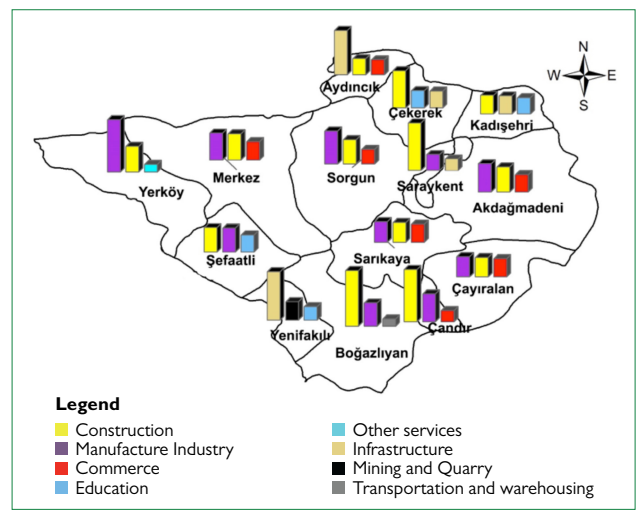 N
W E
S
Aydıncık
Çekerek
Kadışehri
Yerköy
Merkez
Sorgun
Saraykent
Akdağmadeni
Şefaatli
Sarıkaya
Çayıralan
Yenifakılı
Boğazlıyan
Çandır
Legend
Construction
Manufacture Industry
Commerce
Education
Other services
Infrastructure
Mining and Quarry
Transportation and warehousing